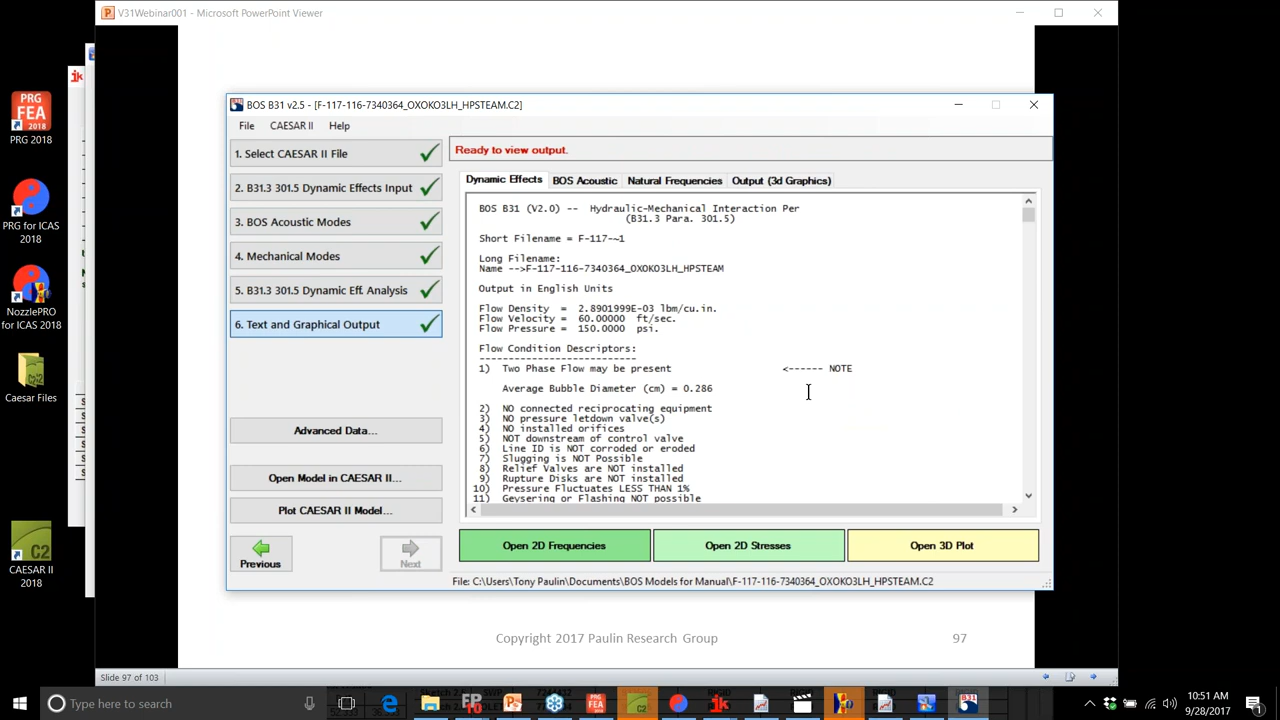 V31Webinar001 - Microsoft PowerPoint Viewer
BOS B31 v2.5 - [F-117-116-7340364_OXOKO3LH_HPSTEAM.C2]
File CAESAR II Help
1. Select CAESAR II File
2. B31.3 301.5 Dynamic Effects Input
3. BOS Acoustic Modes
4. Mechanical Modes
5. B31.3 301.5 Dynamic Eff. Analysis
6. Text and Graphical Output
Advanced Data...
Open Model in CAESAR II...
Plot CAESAR II Model...
Previous
Next
Ready to view output.
Dynamic Effects BOS Acoustic Natural Frequencies Output (3d Graphics)
BOS B31 (V2.0) -- Hydraulic-Mechanical Interaction Per
(B31.3 Para. 301.5)
Short Filename = F-117-~1
Long Filename:
Name -->F-117-116-7340364_OXOKO3LH_HPSTEAM
Output in English Units
Flow Density = 2.8901999E-03 lbm/cu.in.
Flow Velocity = 60.00000 ft/sec.
Flow Pressure = 150.0000 psi.
Flow Condition Descriptors:
---------------------------
1) Two Phase Flow may be present <------ NOTE
Average Bubble Diameter (cm) = 0.286
2) NO connected reciprocating equipment
3) NO pressure letdown valve(s)
4) NO installed orifices
5) NOT downstream of control valve
6) Line ID is NOT corroded or eroded
7) Slugging is NOT Possible
8) Relief Valves are NOT installed
9) Rupture Disks are NOT installed
10) Pressure Fluctuates LESS THAN 1%
11) Geysering or Flashing NOT possible
Open 2D Frequencies Open 2D Stresses Open 3D Plot
File: C:\Users\Tony Paulin\Documents\BOS Models for Manual\F-117-116-7340364_OXOKO3LH_HPSTEAM.C2
Copyright 2017 Paulin Research Group 97
Slide 97 of 103
PRG
FEA
2018
PRG 2018
PRG for ICAS
2018
NozzlePRO
for ICAS 2018
Caesar Files
C2
2018
CAESAR II
2018
Type here to search
10:51 AM
9/28/2017